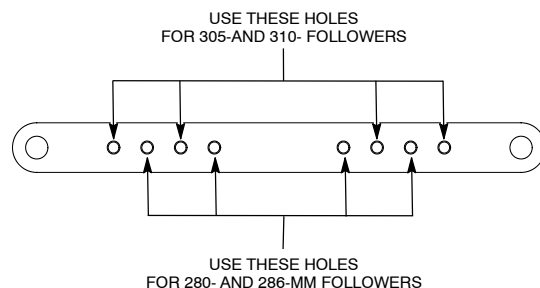 USE THESE HOLES
FOR 305-AND 310- FOLLOWERS
USE THESE HOLES
FOR 280- AND 286-MM FOLLOWERS